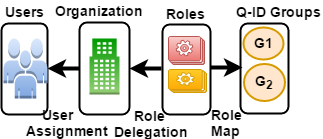 Users Organization Roles Q-ID Groups
G1
G2
User Assignment
Role Delegation
Role Map